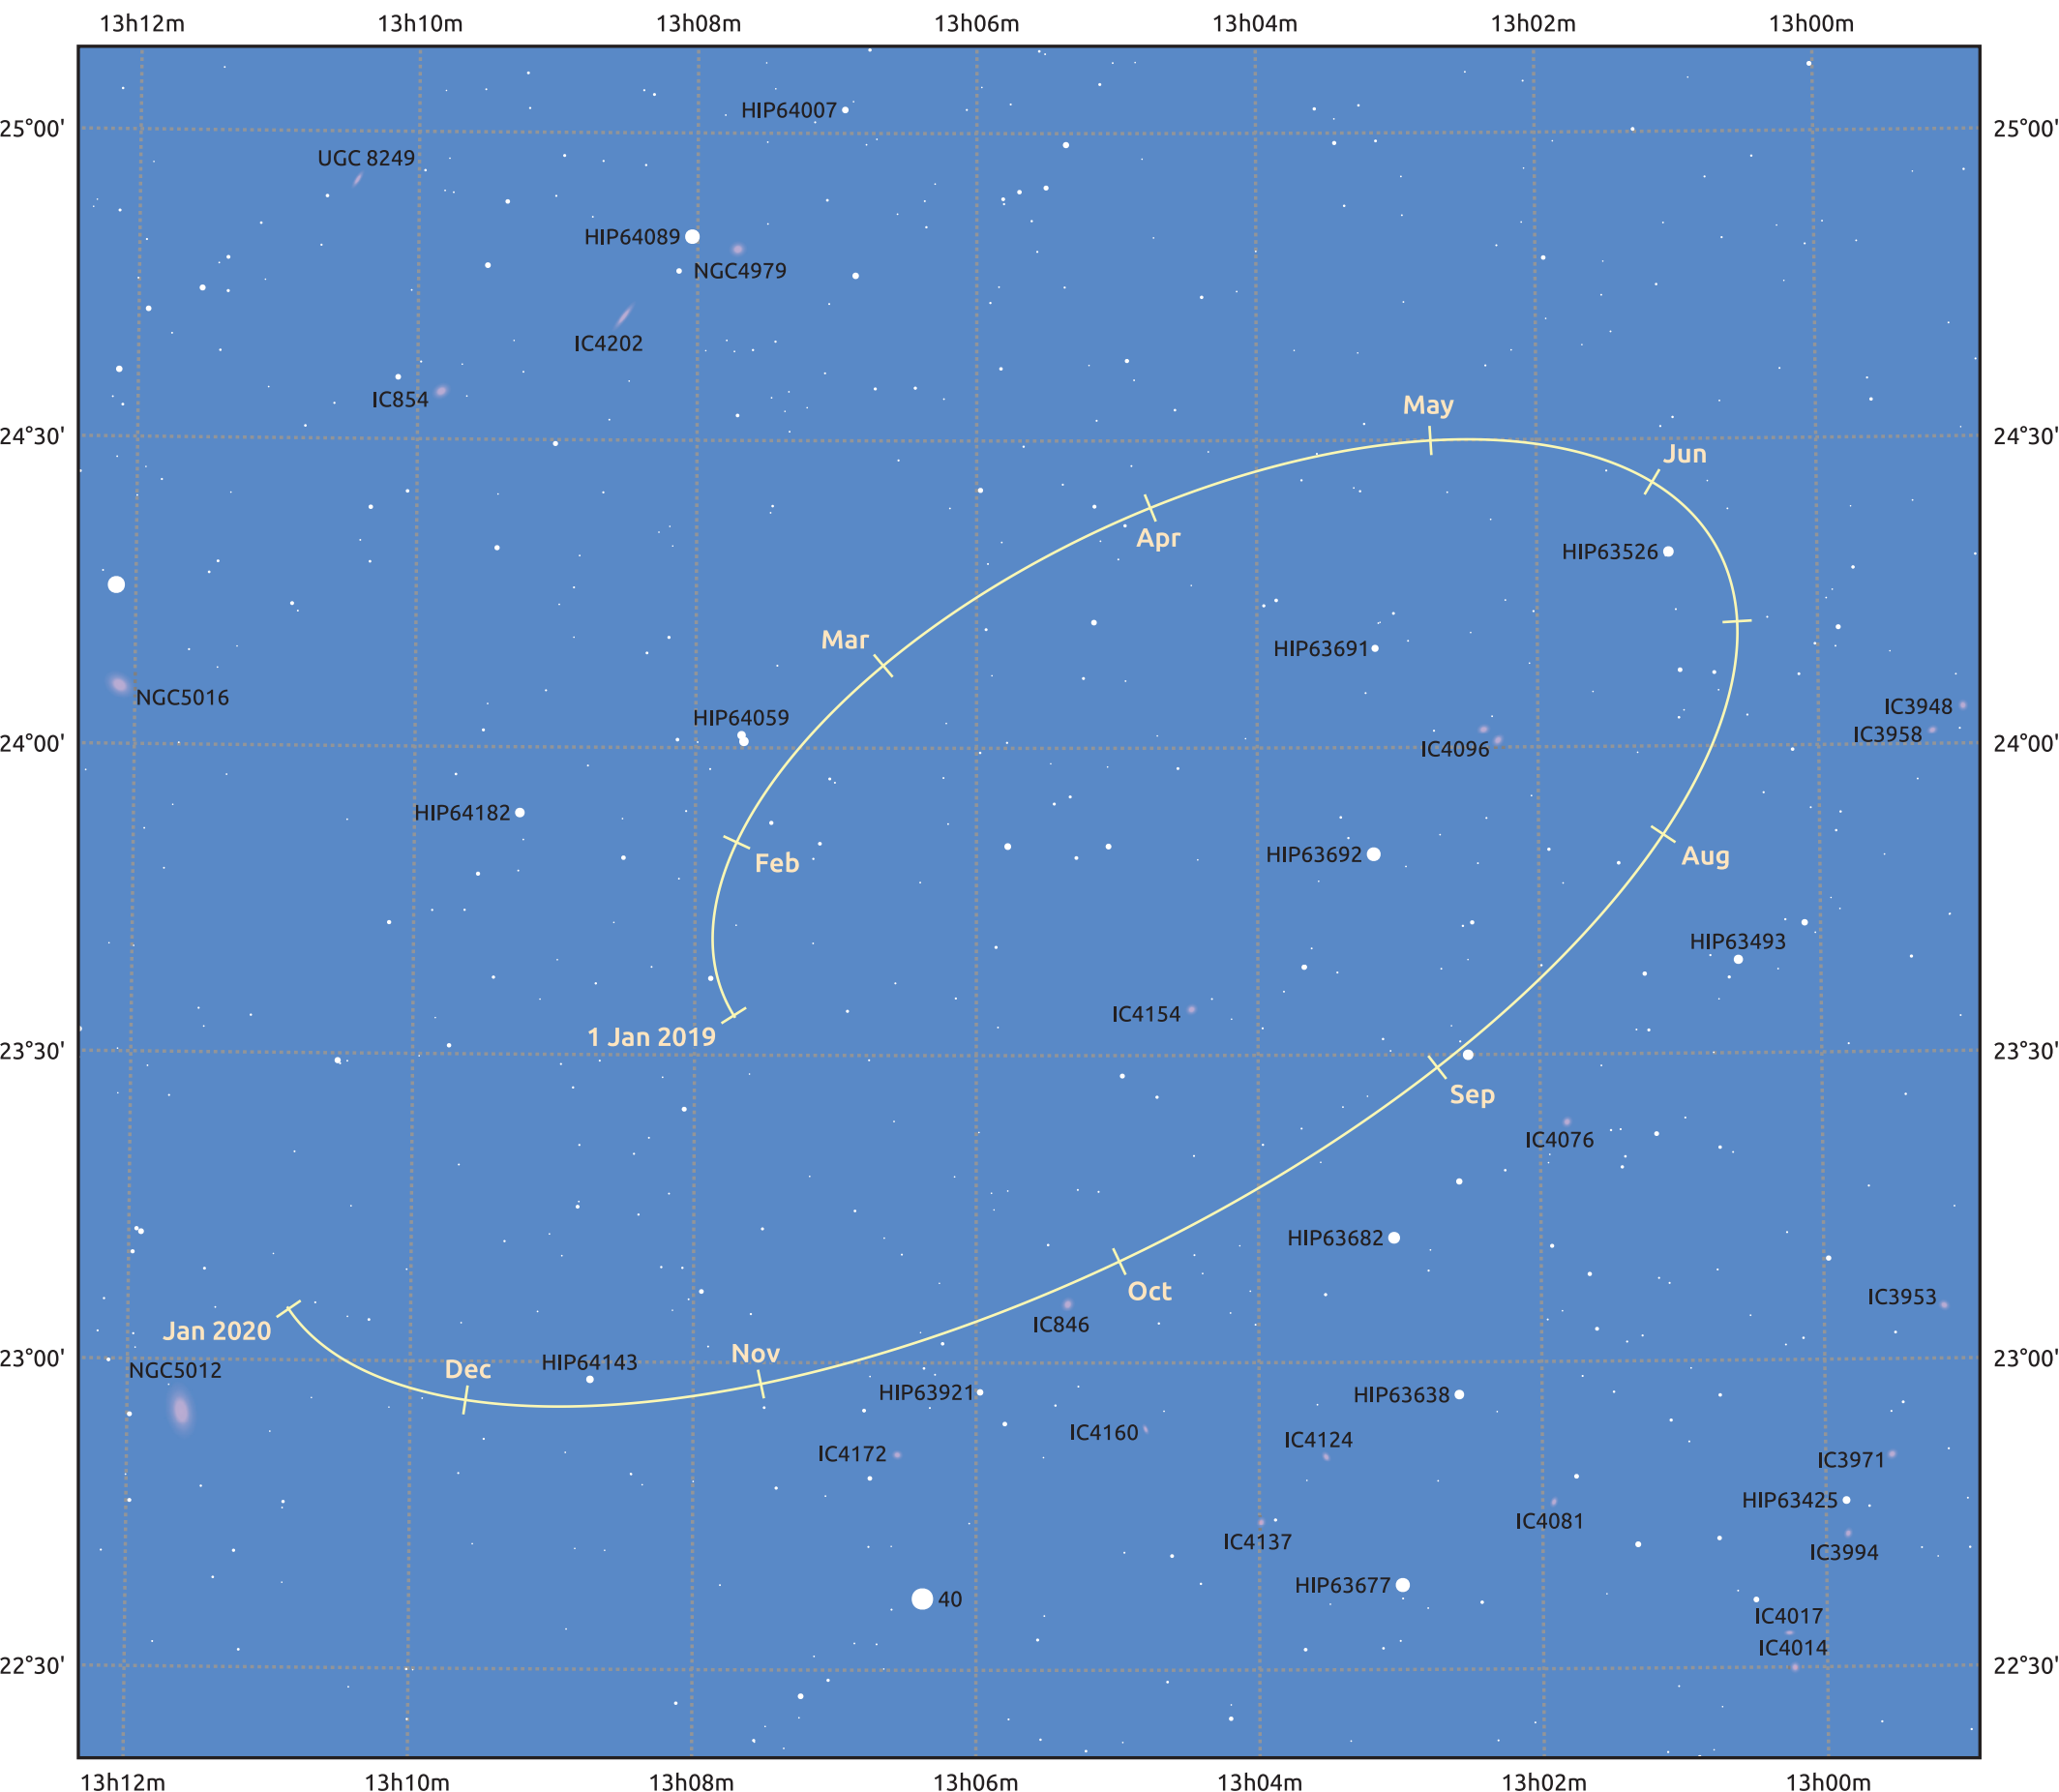 13h12m 13h10m 13h08m 13h06m 13h04m 13h02m 13h00m
HIP64007
25°00' 25°00'
UGC 8249
HIP64089
NGC4979
IC4202
IC854
May
24°30' 24°30'
Jun
Apr
HIP63526
Mar
HIP63691
NGC5016
IC3948
HIP64059
IC3958
24°00' 24°00'
IC4096
HIP64182
HIP63692
Aug
Feb
HIP63493
IC4154
1 Jan 2019
23°30' 23°30'
Sep
IC4076
HIP63682
Oct
IC3953
IC846
Jan 2020
Nov
23°00' 23°00'
HIP64143
Dec
NGC5012
HIP63921
HIP63638
IC4160
IC4124
IC4172
IC3971
HIP63425
IC4081
IC4137
IC3994
HIP63677
40
IC4017
IC4014
22°30' 22°30'
13h12m 13h10m 13h08m 13h06m 13h04m 13h02m 13h00m